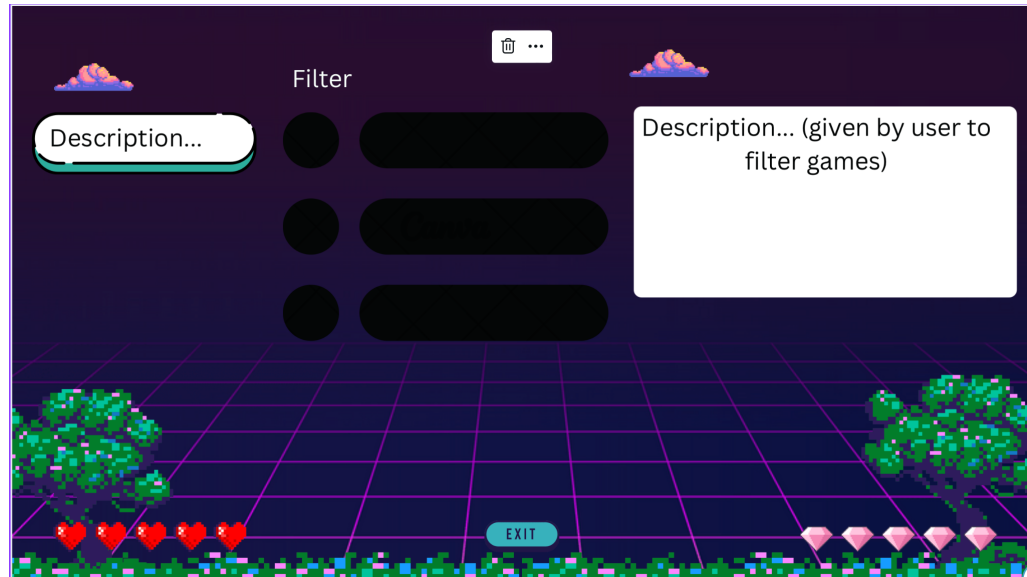 Filter
Description...
Description... (given by user to
filter games)
EXIT